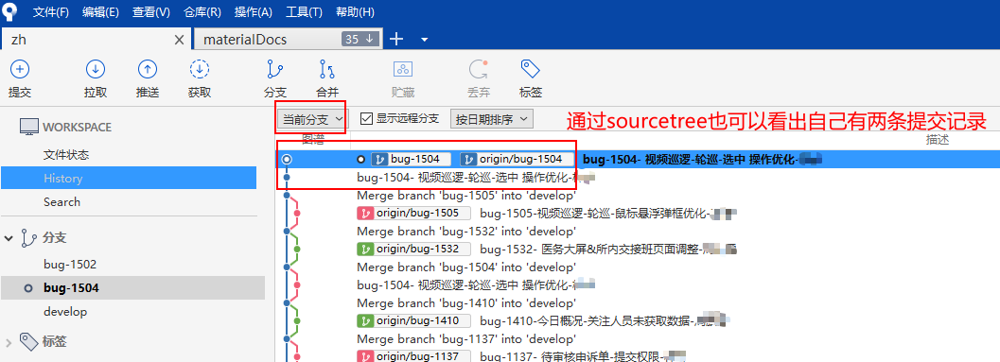 文件(F) 编辑(E) 查看(V) 仓库(R) 操作(A) 工具(T) 帮助(H)
zh
materialDocs 35
提交 拉取 推送 获取 分支 合并 贮藏 丢弃 标签
当前分支 显示远程分支 按日期排序
通过sourcetree也可以看出自己有两条提交记录
图谱 描述
WORKSPACE
文件状态
History
Search
分支
bug-1502
bug-1504
develop
标签
bug-1504 origin/bug-1504 bug-1504- 视频巡逻-轮巡-选中 操作优化-
bug-1504- 视频巡逻-轮巡-选中 操作优化-
Merge branch 'bug-1505' into 'develop'
origin/bug-1505 bug-1505-视频巡逻-轮巡-鼠标悬浮弹框优化-
Merge branch 'bug-1532' into 'develop'
origin/bug-1532 bug-1532- 医务大屏&所内交接班页面调整-
Merge branch 'bug-1504' into 'develop'
bug-1504- 视频巡逻-轮巡-选中 操作优化-
Merge branch 'bug-1410' into 'develop'
origin/bug-1410 bug-1410-今日概况-关注人员未获取数据-
Merge branch 'bug-1137' into 'develop'
origin/bug-1137 bug-1137- 待审核申诉单-提交权限-